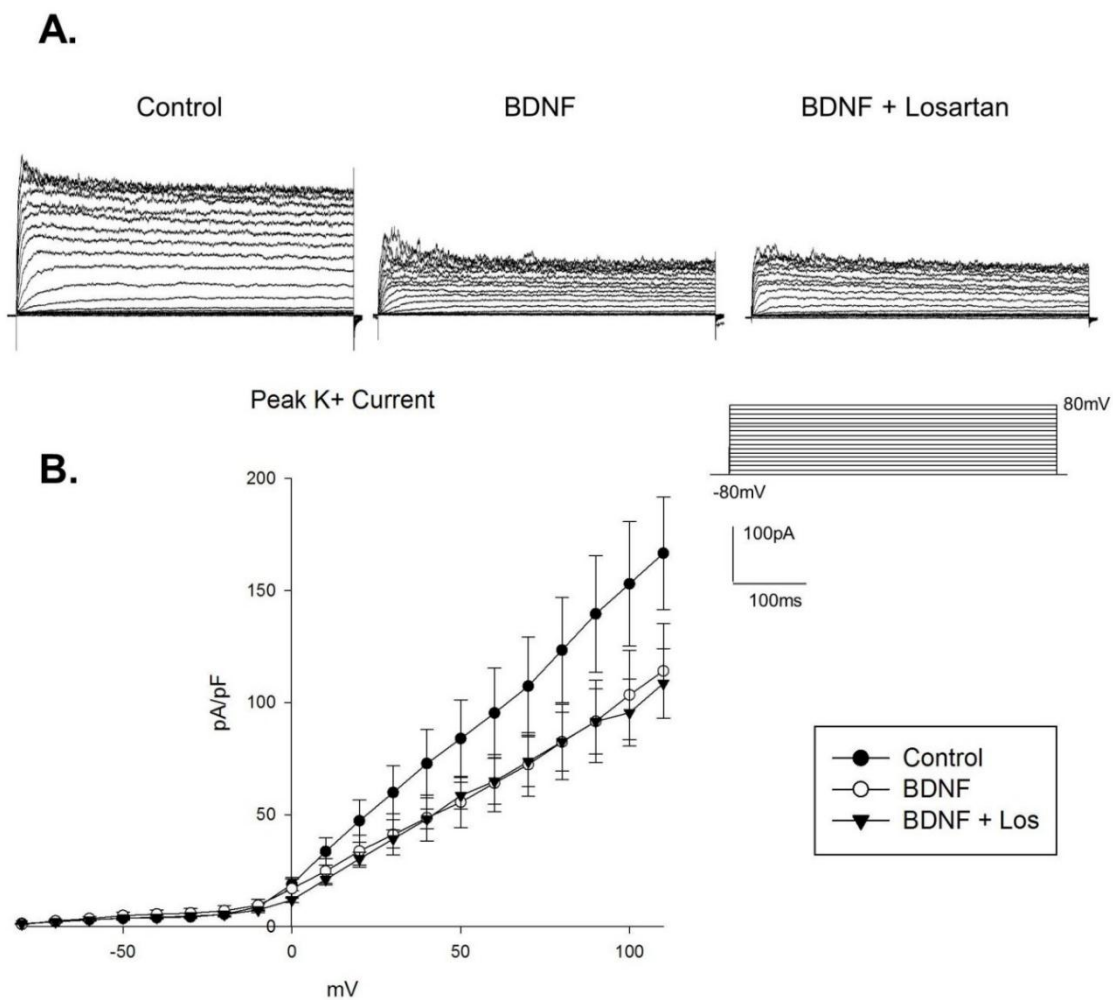 A.
Control
BDNF
BDNF + Losartan
Peak K+ Current
80mV
-80mV
100pA
100ms
B.
200
150
100
50
0
pA/pF
-50
0
50
100
mV
Control
BDNF
BDNF + Los